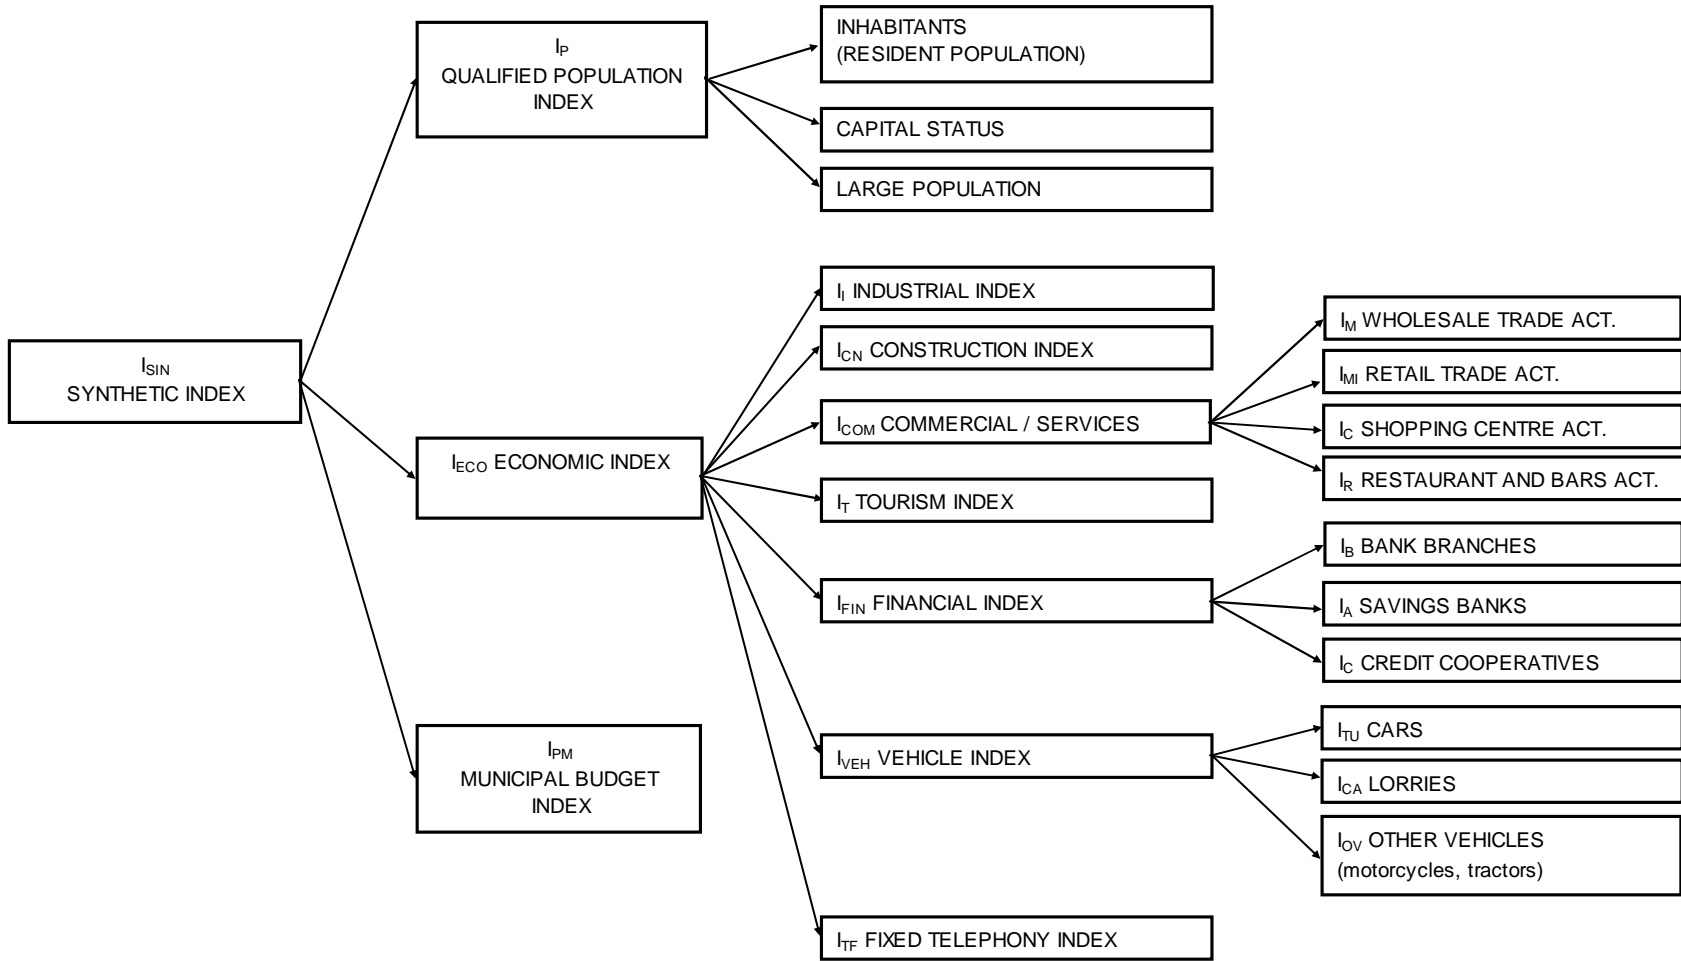 I_SIN
SYNTHETIC INDEX
I_P
QUALIFIED POPULATION
INDEX
INHABITANTS
(RESIDENT POPULATION)
CAPITAL STATUS
LARGE POPULATION
I_ECO ECONOMIC INDEX
I_I INDUSTRIAL INDEX
I_CN CONSTRUCTION INDEX
I_COM COMMERCIAL / SERVICES
I_M WHOLESALE TRADE ACT.
I_MI RETAIL TRADE ACT.
I_C SHOPPING CENTRE ACT.
I_R RESTAURANT AND BARS ACT.
I_T TOURISM INDEX
I_FIN FINANCIAL INDEX
I_B BANK BRANCHES
I_A SAVINGS BANKS
I_C CREDIT COOPERATIVES
I_VEH VEHICLE INDEX
I_TU CARS
I_CA LORRIES
I_OV OTHER VEHICLES
(motorcycles, tractors)
I_TF FIXED TELEPHONY INDEX
I_PM
MUNICIPAL BUDGET
INDEX